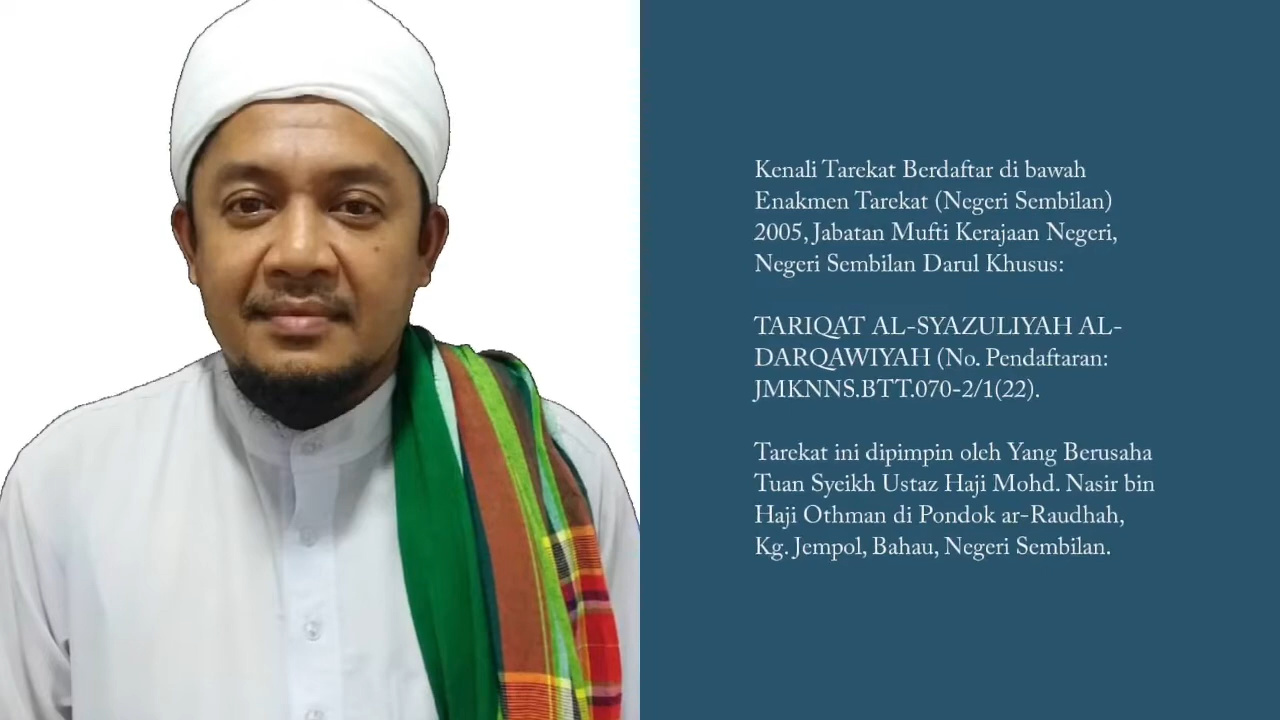 Kenali Tarekat Berdaftar di bawah
Enakmen Tarekat (Negeri Sembilan)
2005, Jabatan Mufti Kerajaan Negeri,
Negeri Sembilan Darul Khusus:
TARIQAT AL-SYAZULIYAH AL-
DARQAWIYAH (No. Pendaftaran:
JMKNNS.BTT.070-2/1(22).
Tarekat ini dipimpin oleh Yang Berusaha
Tuan Syeikh Ustaz Haji Mohd. Nasir bin
Haji Othman di Pondok ar-Raudhah,
Kg. Jempol, Bahau, Negeri Sembilan.